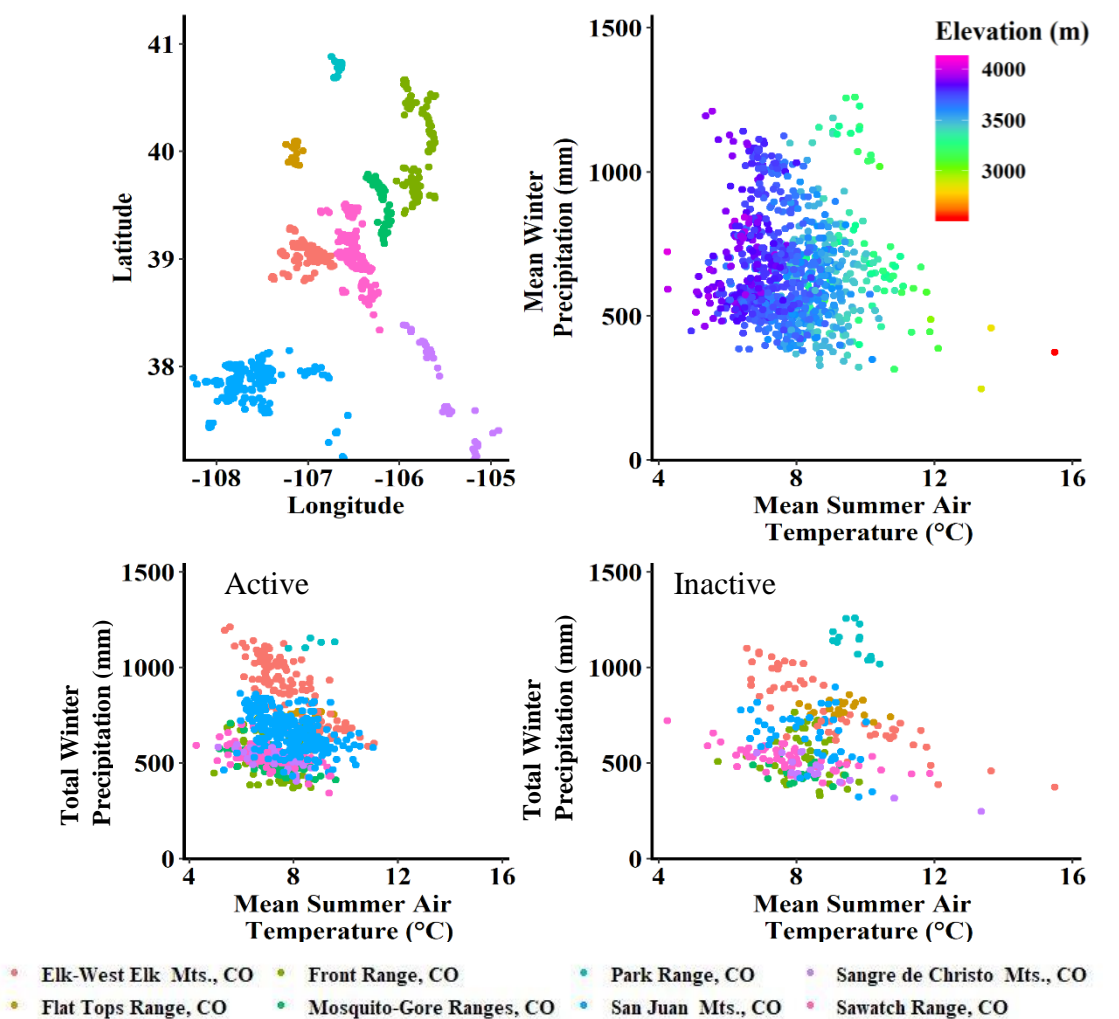 41
40
39
38
Latitude
-108
-107
-106
-105
Longitude
1500
1000
500
0
Mean Winter
Precipitation (mm)
4
8
12
16
Mean Summer Air
Temperature (°C)
Elevation (m)
4000
3500
3000
Active
1500
1000
500
0
Total Winter
Precipitation (mm)
4
8
12
16
Mean Summer Air
Temperature (°C)
Inactive
1500
1000
500
0
Total Winter
Precipitation (mm)
4
8
12
16
Mean Summer Air
Temperature (°C)
Elk-West Elk Mts., CO
Front Range, CO
Park Range, CO
Sangre de Christo Mts., CO
Flat Tops Range, CO
Mosquito-Gore Ranges, CO
San Juan Mts., CO
Sawatch Range, CO